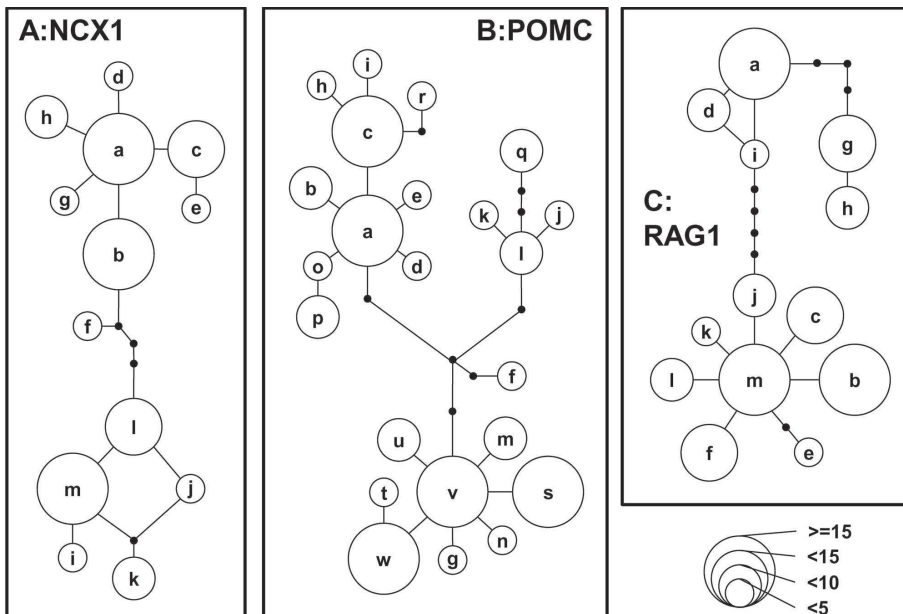 A:NCX1
d
h
a
c
g
e
b
f
l
m
j
i
k
B:POMC
i
h
r
c
q
b
e
k
j
a
l
o
d
p
f
u
m
t
v
s
w
n
g
a
d
g
i
h
C:
RAG1
j
c
k
l
m
b
f
e
>=15
<15
<10
<5